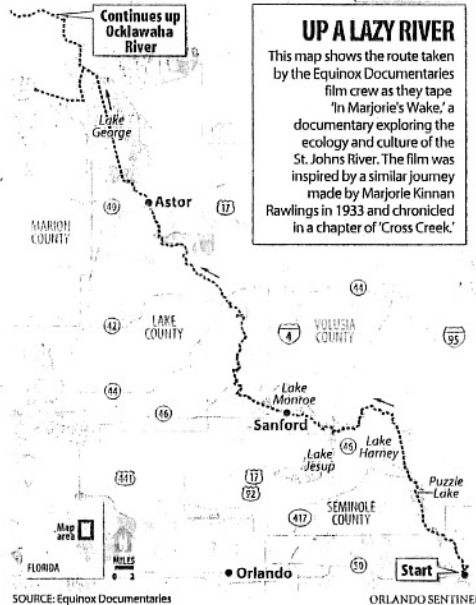 Continues up
Ocklawaha
River
UP A LAZY RIVER
This map shows the route taken
by the Equinox Documentaries
film crew as they tape
'In Marjorie's Wake,' a
documentary exploring the
ecology and culture of the
St. Johns River. The film was
inspired by a similar journey
made by Marjorie Kinnan
Rawlings in 1933 and chronicled
in a chapter of 'Cross Creek.'
Lake
George
Astor
17
MARION
COUNTY
44
42
LAKE
COUNTY
4
VOLUSIA
COUNTY
95
44
46
Lake
Monroe
Sanford
46
Lake
Harney
Lake
Jesup
Puzzle
Lake
441
17
92
SEMINOLE
COUNTY
417
Map
area
FLORIDA
MILES
0
Orlando
50
Start
SOURCE: Equinox Documentaries
ORLANDO SENTINE